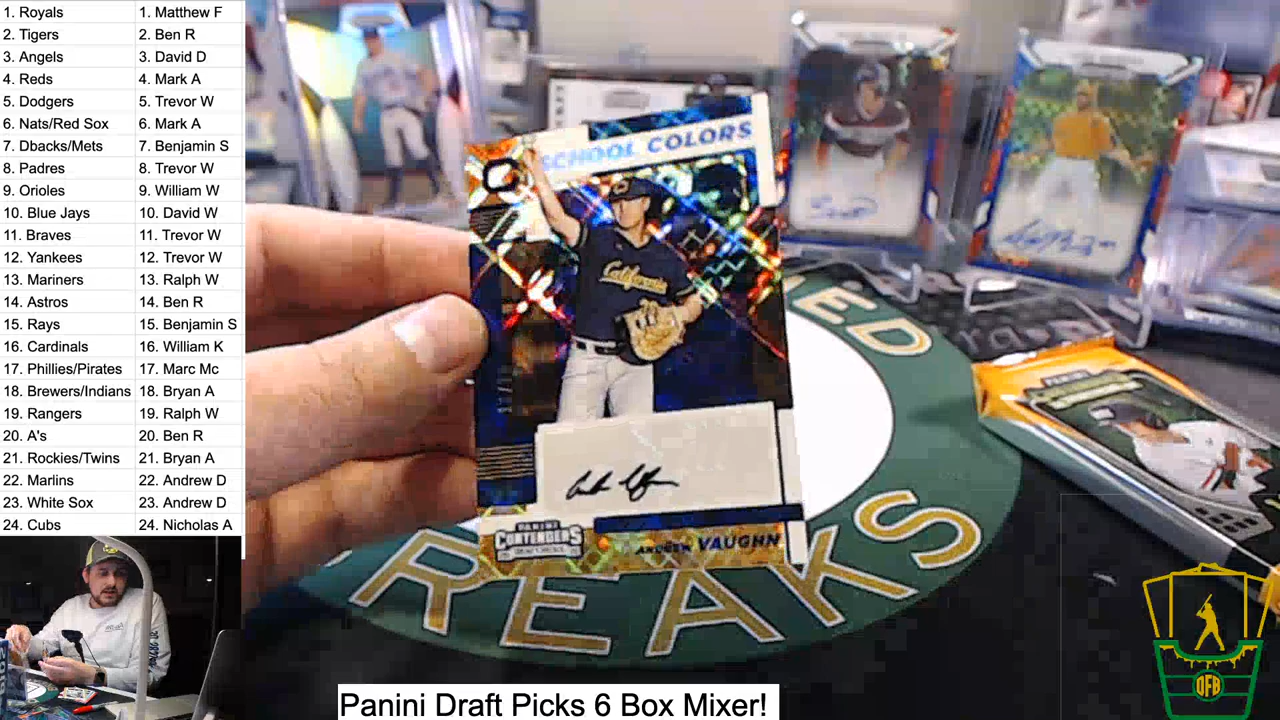 1. Royals 1. Matthew F
2. Tigers 2. Ben R
3. Angels 3. David D
4. Reds 4. Mark A
5. Dodgers 5. Trevor W
6. Nats/Red Sox 6. Mark A
7. Dbacks/Mets 7. Benjamin S
8. Padres 8. Trevor W
9. Orioles 9. William W
10. Blue Jays 10. David W
11. Braves 11. Trevor W
12. Yankees 12. Trevor W
13. Mariners 13. Ralph W
14. Astros 14. Ben R
15. Rays 15. Benjamin S
16. Cardinals 16. William K
17. Phillies/Pirates 17. Marc Mc
18. Brewers/Indians 18. Bryan A
19. Rangers 19. Ralph W
20. A's 20. Ben R
21. Rockies/Twins 21. Bryan A
22. Marlins 22. Andrew D
23. White Sox 23. Andrew D
24. Cubs 24. Nicholas A
SCHOOL COLORS
California
PANINI
CONTENDERS
ANDREW VAUGHN
ED
BREAKS
PANINI
DFB
Panini Draft Picks 6 Box Mixer!